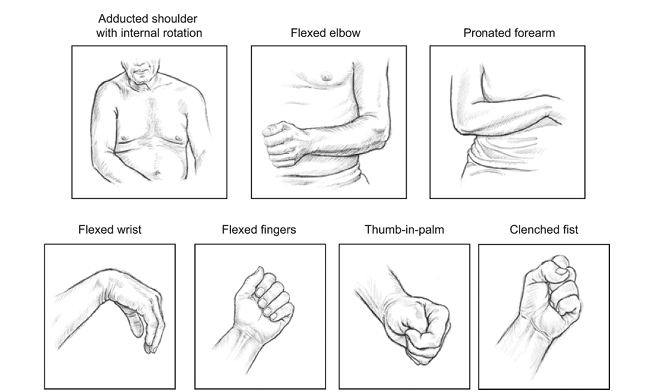 Adducted shoulder
with internal rotation
Flexed elbow
Pronated forearm
Flexed wrist
Flexed fingers
Thumb-in-palm
Clenched fist